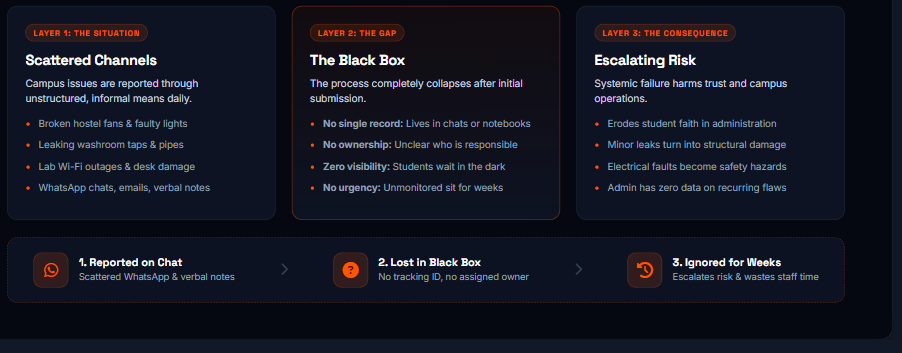 LAYER 1: THE SITUATION
Scattered Channels
Campus issues are reported through
unstructured, informal means daily.
• Broken hostel fans & faulty lights
• Leaking washroom taps & pipes
• Lab Wi-Fi outages & desk damage
• WhatsApp chats, emails, verbal notes
LAYER 2: THE GAP
The Black Box
The process completely collapses after initial
submission.
• No single record: Lives in chats or notebooks
• No ownership: Unclear who is responsible
• Zero visibility: Students wait in the dark
• No urgency: Unmonitored sit for weeks
LAYER 3: THE CONSEQUENCE
Escalating Risk
Systemic failure harms trust and campus
operations.
• Erodes student faith in administration
• Minor leaks turn into structural damage
• Electrical faults become safety hazards
• Admin has zero data on recurring flaws
1. Reported on Chat
Scattered WhatsApp & verbal notes
2. Lost in Black Box
No tracking ID, no assigned owner
3. Ignored for Weeks
Escalates risk & wastes staff time